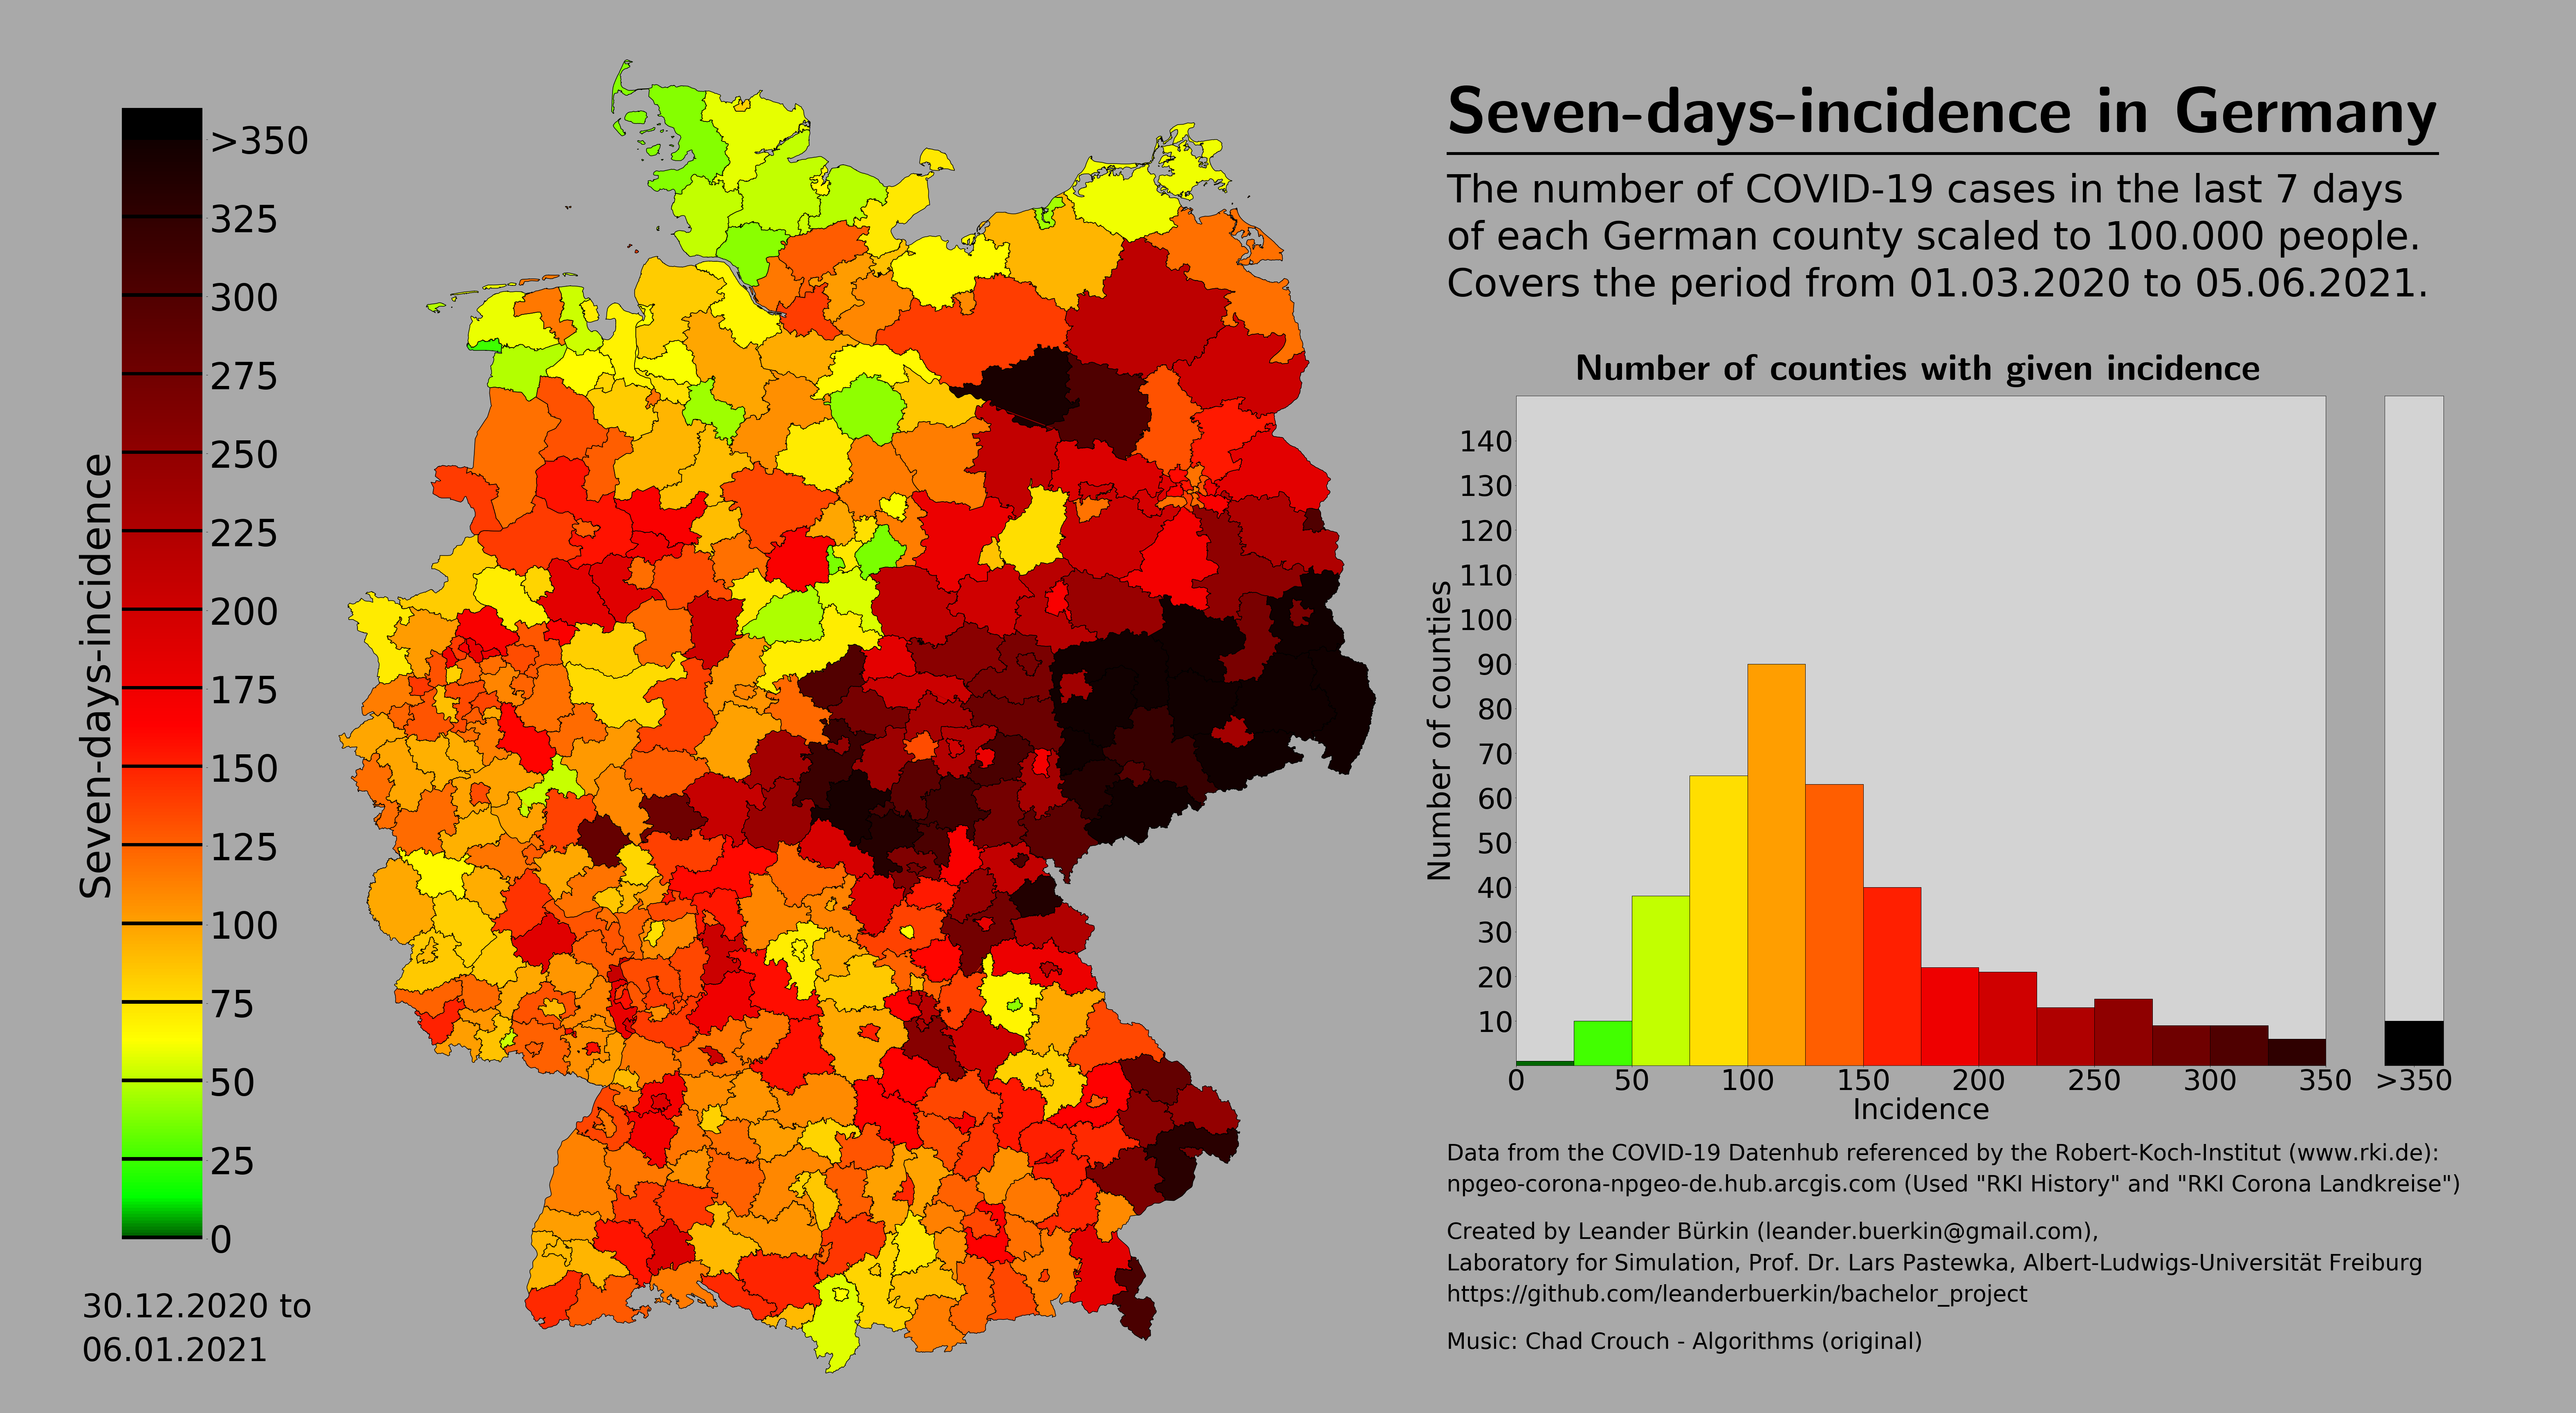 Seven-days-incidence in Germany
The number of COVID-19 cases in the last 7 days
of each German county scaled to 100.000 people.
Covers the period from 01.03.2020 to 05.06.2021.
Seven-days-incidence
>350
325
300
275
250
225
200
175
150
125
100
75
50
25
0
30.12.2020 to
06.01.2021
Number of counties with given incidence
Number of counties
140
130
120
110
100
90
80
70
60
50
40
30
20
10
0 50 100 150 200 250 300 350 >350
Incidence
Data from the COVID-19 Datenhub referenced by the Robert-Koch-Institut (www.rki.de):
npgeo-corona-npgeo-de.hub.arcgis.com (Used "RKI History" and "RKI Corona Landkreise")
Created by Leander Bürkin (leander.buerkin@gmail.com),
Laboratory for Simulation, Prof. Dr. Lars Pastewka, Albert-Ludwigs-Universität Freiburg
https://github.com/leanderbuerkin/bachelor_project
Music: Chad Crouch - Algorithms (original)